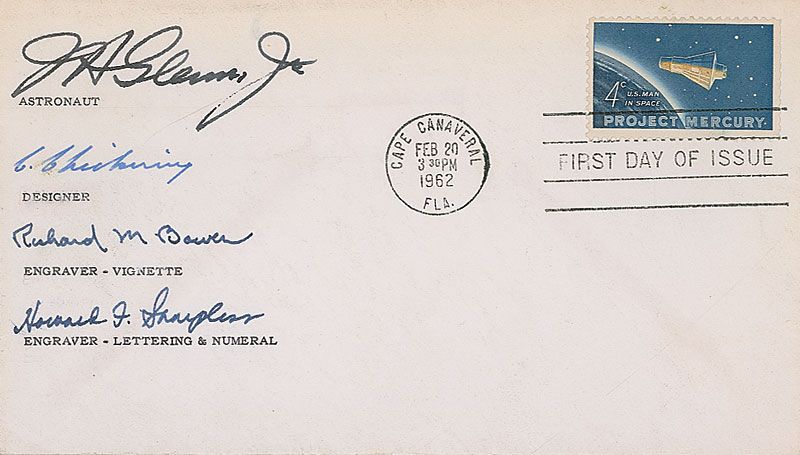 J H Glenn, Jr
ASTRONAUT
C. Chickering
DESIGNER
Richard M Bower
ENGRAVER - VIGNETTE
Howard F. Sharpless
ENGRAVER - LETTERING & NUMERAL
CAPE CANAVERAL
FEB 20
3 30 PM
1962
FLA.
4c U.S. MAN
IN SPACE
PROJECT MERCURY
FIRST DAY OF ISSUE